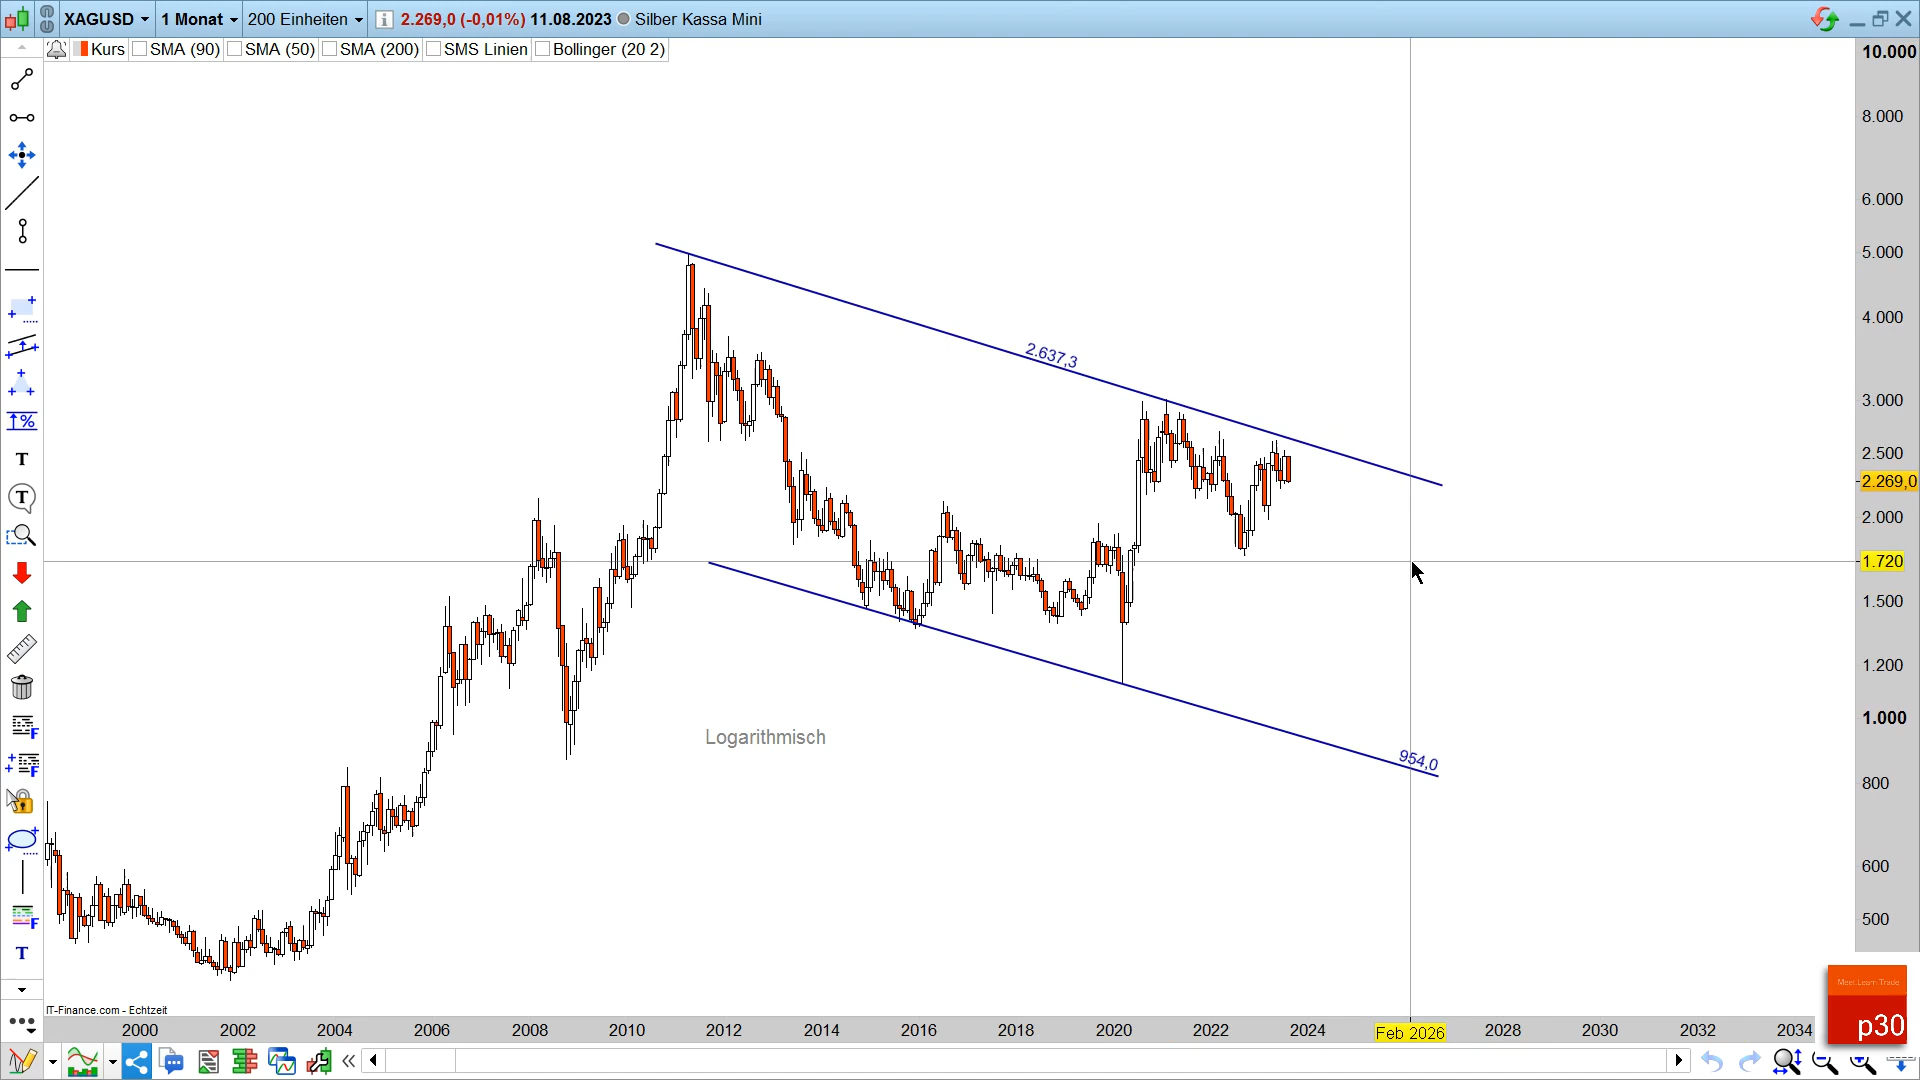 XAGUSD 1 Monat 200 Einheiten 2.269,0 (-0,01%) 11.08.2023 Silber Kassa Mini
Kurs SMA (90) SMA (50) SMA (200) SMS Linien Bollinger (20 2)
10.000
8.000
6.000
5.000
4.000
2.637,3
3.000
2.500
2.269,0
2.000
1.720
1.500
1.200
1.000
Logarithmisch
954,0
800
600
500
Meet.Learn.Trade
p30
IT-Finance.com - Echtzeit
2000 2002 2004 2006 2008 2010 2012 2014 2016 2018 2020 2022 2024 Feb 2026 2028 2030 2032 2034